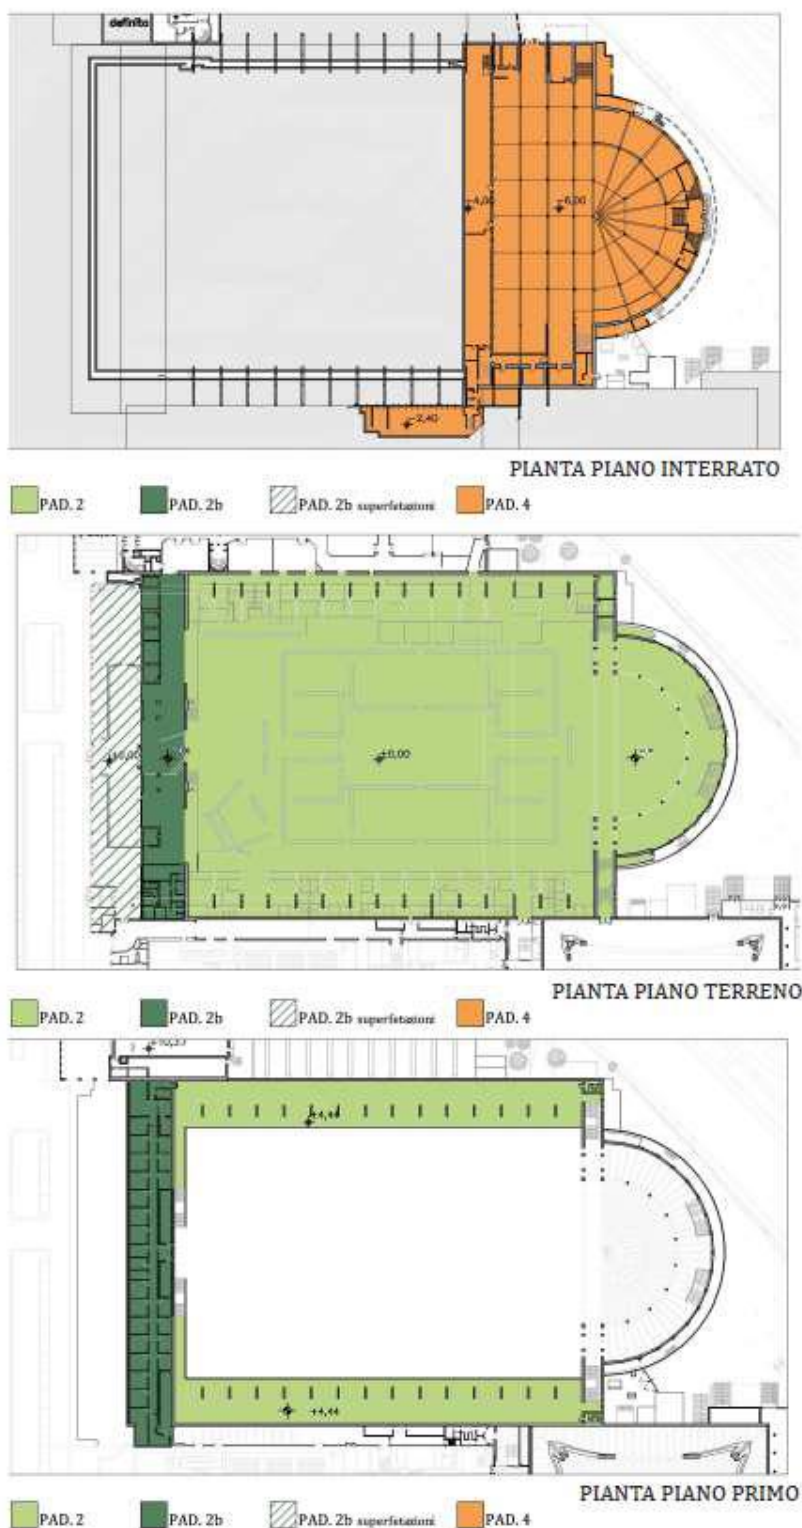 definito
-4,00
-6,00
-2,40
PIANTA PIANO INTERRATO
PAD. 2 PAD. 2b PAD. 2b superfetazioni PAD. 4
±0,00
±0,00
PIANTA PIANO TERRENO
PAD. 2 PAD. 2b PAD. 2b superfetazioni PAD. 4
+4,44
+4,44
PIANTA PIANO PRIMO
PAD. 2 PAD. 2b PAD. 2b superfetazioni PAD. 4